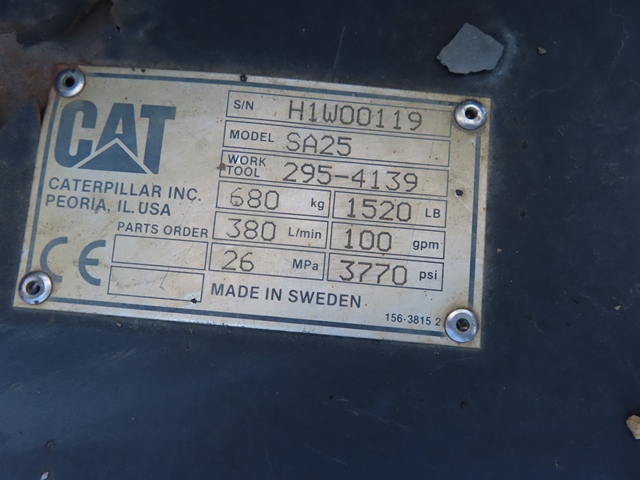 CAT
CATERPILLAR INC.
PEORIA, IL. USA
S/N H1W00119
MODEL SA25
WORK TOOL 295-4139
680 kg 1520 LB
PARTS ORDER 380 L/min 100 gpm
CE 26 MPa 3770 psi
MADE IN SWEDEN
156-3815 2